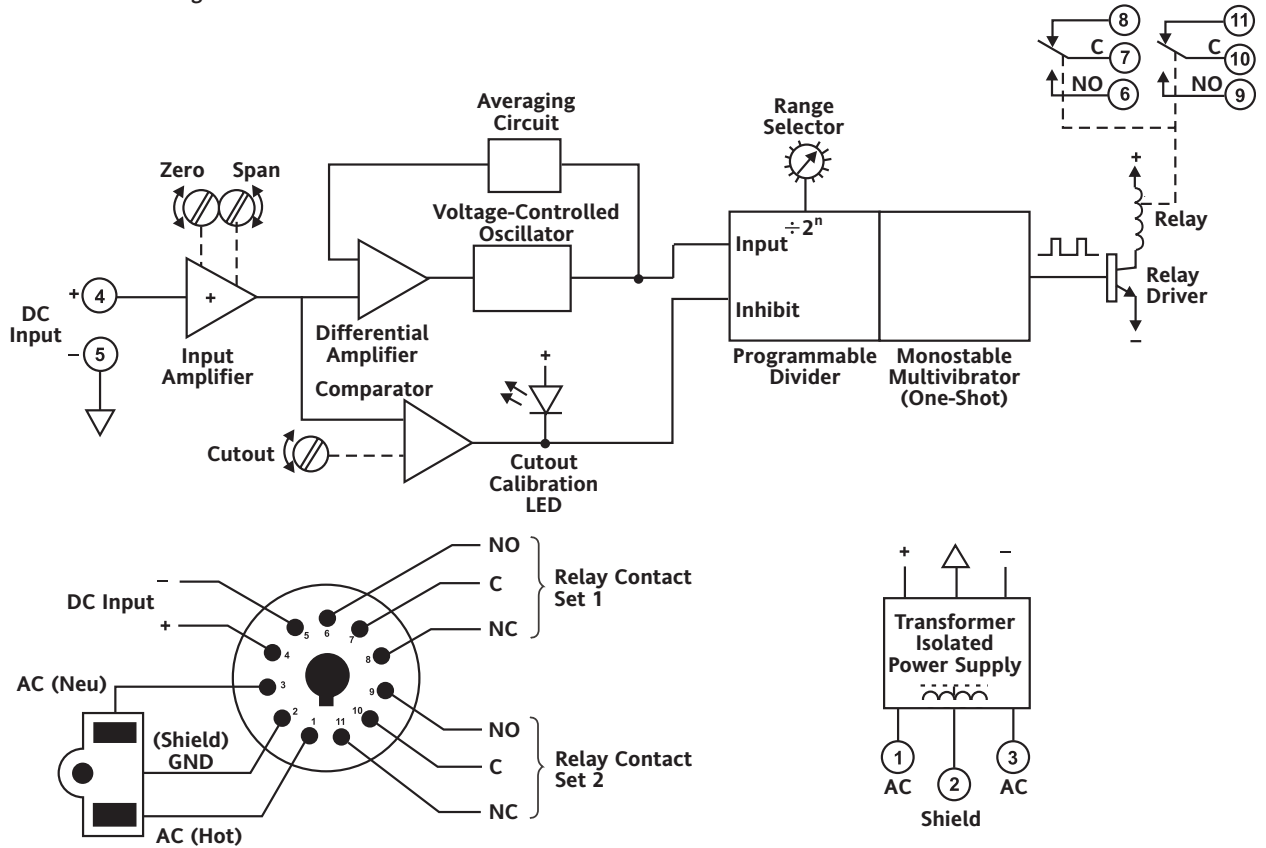 8
C
7
NO
6
11
C
10
NO
9
Averaging
Circuit
Range
Selector
Zero
Span
Voltage-Controlled
Oscillator
÷2ⁿ
Input
Inhibit
+
Relay
Relay
Driver
−
+
4
DC
Input
−
5
+
Input
Amplifier
Differential
Amplifier
Comparator
+
Programmable
Divider
Monostable
Multivibrator
(One-Shot)
Cutout
Cutout
Calibration
LED
NO
C
NC
Relay Contact
Set 1
−
DC Input
+
AC (Neu)
(Shield)
GND
AC (Hot)
5
6
7
4
8
3
9
2
10
1
11
NO
C
NC
Relay Contact
Set 2
+
−
Transformer
Isolated
Power Supply
1
AC
2
Shield
3
AC